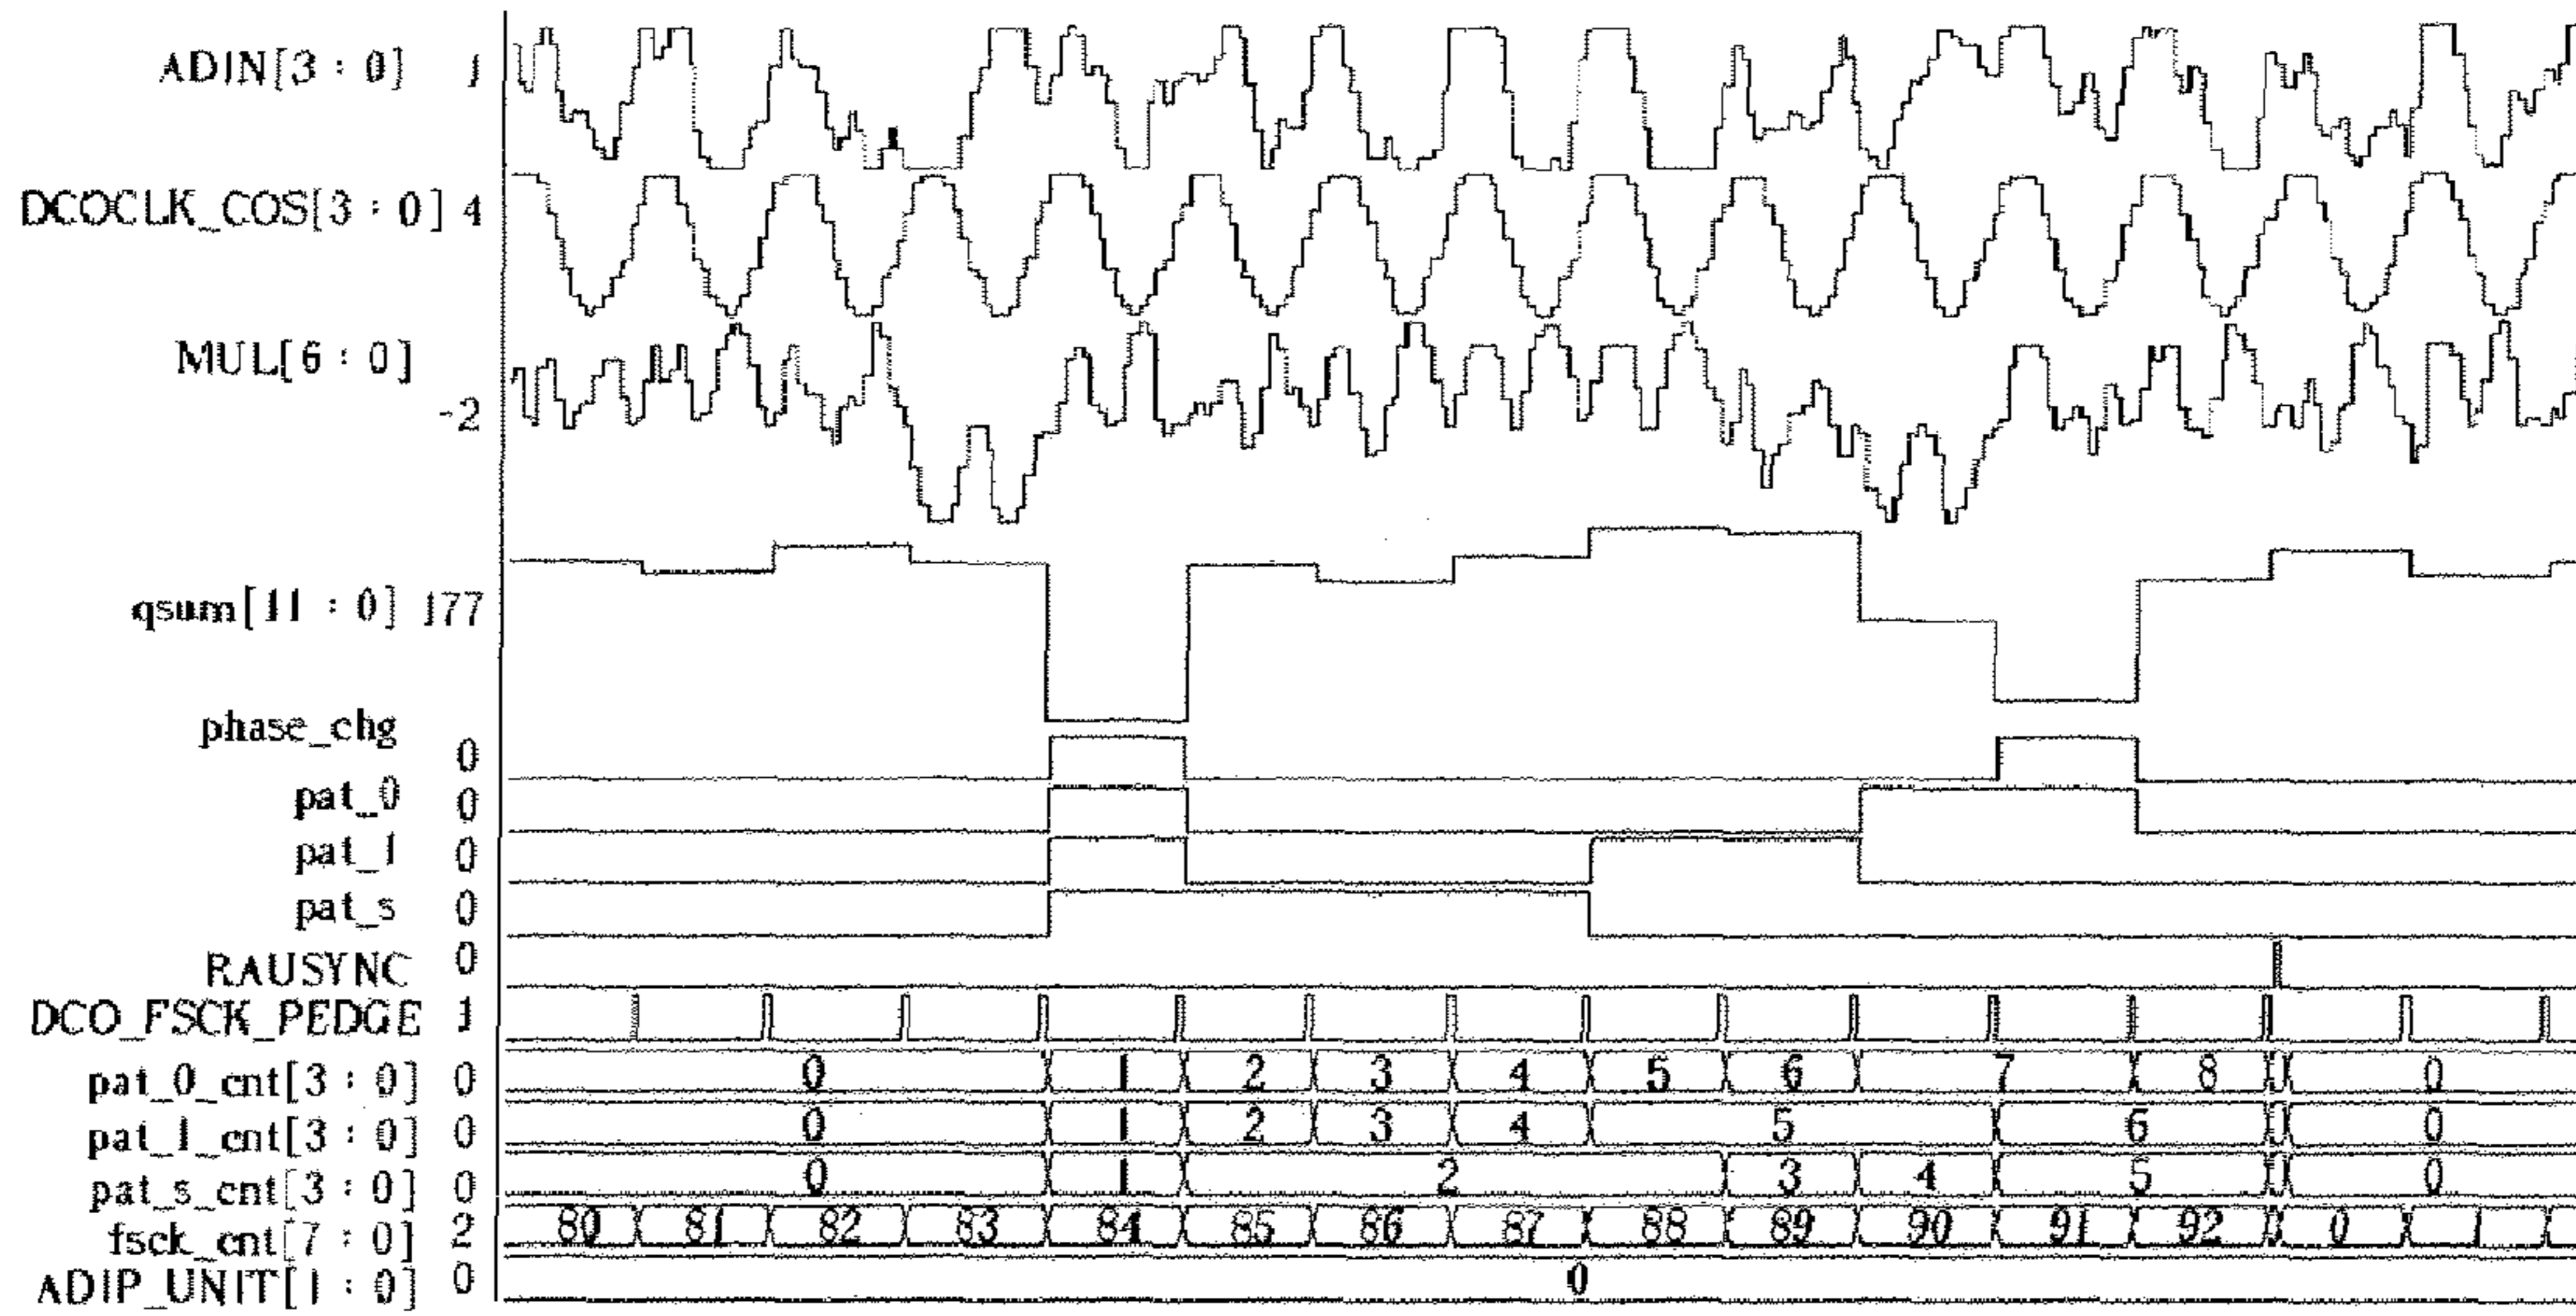 ADIN[3 : 0] 1
DCOCLK_COS[3 : 0] 4
MUL[6 : 0]
-2
qsum[11 : 0] 177
phase_chg
0
pat_0 0
pat_1 0
pat_s 0
RAUSYNC 0
DCO_FSCK_PEDGE 1
pat_0_cnt[3 : 0] 0 0 1 2 3 4 5 6 7 8 0
pat_1_cnt[3 : 0] 0 0 1 2 3 4 5 6 0
pat_s_cnt[3 : 0] 0 0 1 2 3 4 5 0
fsck_cnt[7 : 0] 2 80 81 82 83 84 85 86 87 88 89 90 91 92 0 1
ADIP_UNIT[1 : 0] 0 0